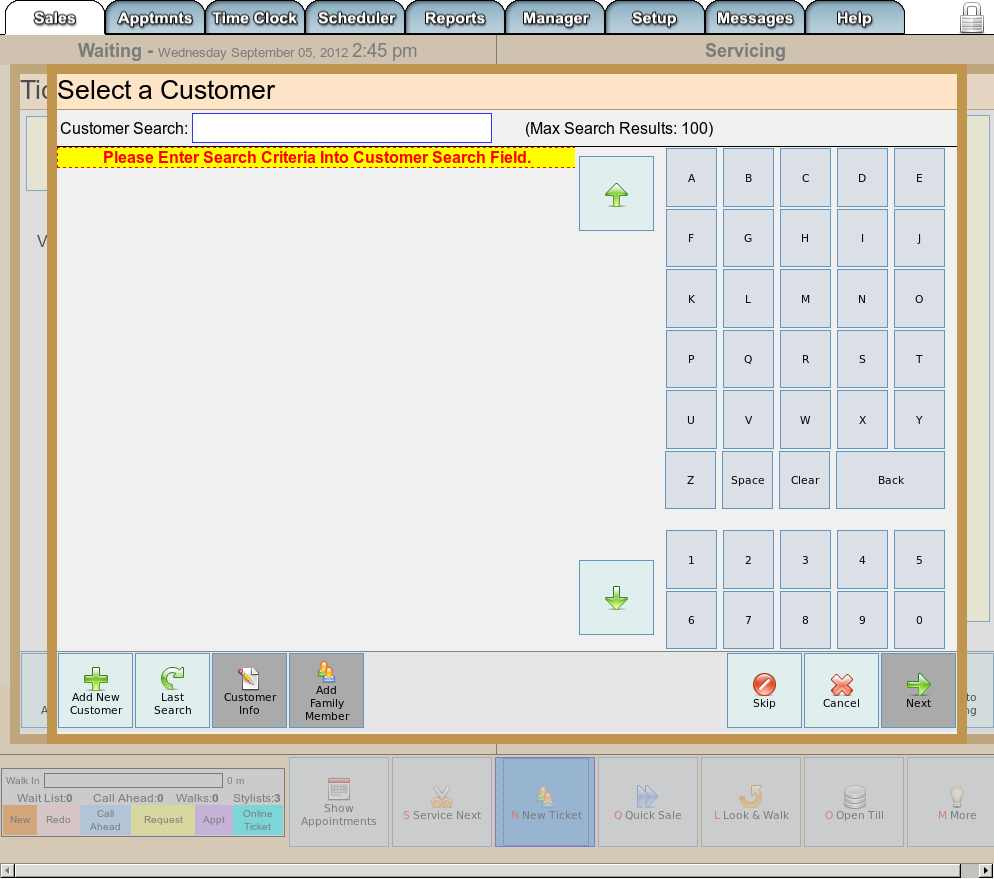 Sales Apptmnts Time Clock Scheduler Reports Manager Setup Messages Help
Waiting - Wednesday September 05, 2012 2:45 pm Servicing
Select a Customer
Customer Search: (Max Search Results: 100)
Please Enter Search Criteria Into Customer Search Field.
A B C D E
F G H I J
K L M N O
P Q R S T
U V W X Y
Z Space Clear Back
1 2 3 4 5
6 7 8 9 0
Add New
Customer
Last
Search
Customer
Info
Add
Family
Member
Skip
Cancel
Next
Walk In 0 m
Wait List:0 Call Ahead:0 Walks:0 Stylists:3
New
Redo
Call
Ahead
Request
Appt
Online
Ticket
Show
Appointments
S Service Next
N New Ticket
Q Quick Sale
L Look & Walk
O Open Till
M More